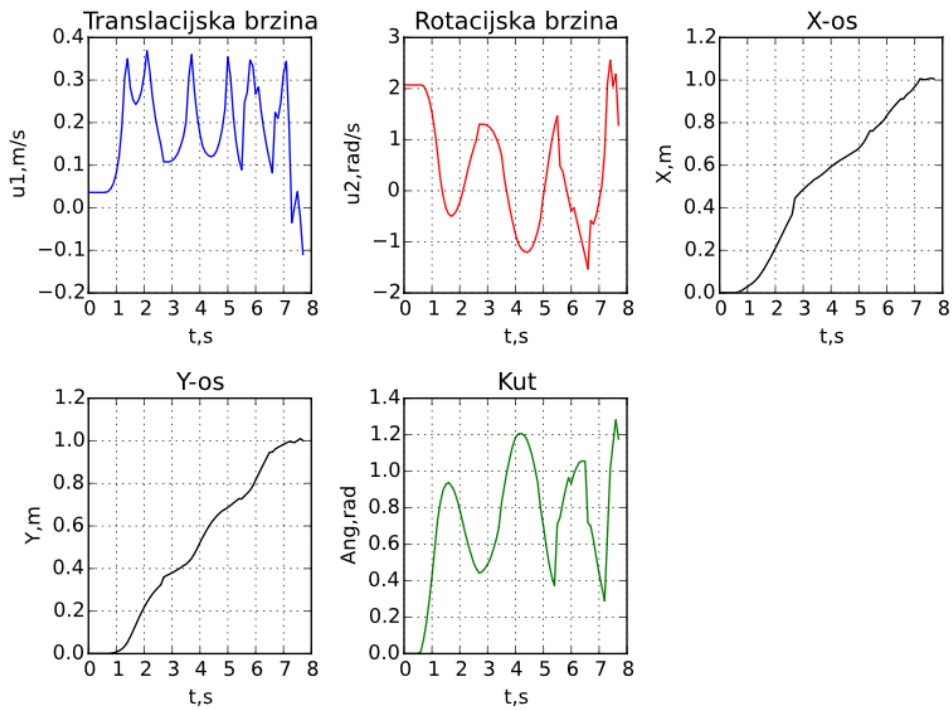 Translacijska brzina
0.4
0.3
0.2
0.1
0.0
−0.1
−0.2
u1,m/s
0 1 2 3 4 5 6 7 8
t,s
Rotacijska brzina
3
2
1
0
−1
−2
u2,rad/s
0 1 2 3 4 5 6 7 8
t,s
X-os
1.2
1.0
0.8
0.6
0.4
0.2
0.0
X,m
0 1 2 3 4 5 6 7 8
t,s
Y-os
1.2
1.0
0.8
0.6
0.4
0.2
0.0
Y,m
0 1 2 3 4 5 6 7 8
t,s
Kut
1.4
1.2
1.0
0.8
0.6
0.4
0.2
0.0
Ang,rad
0 1 2 3 4 5 6 7 8
t,s